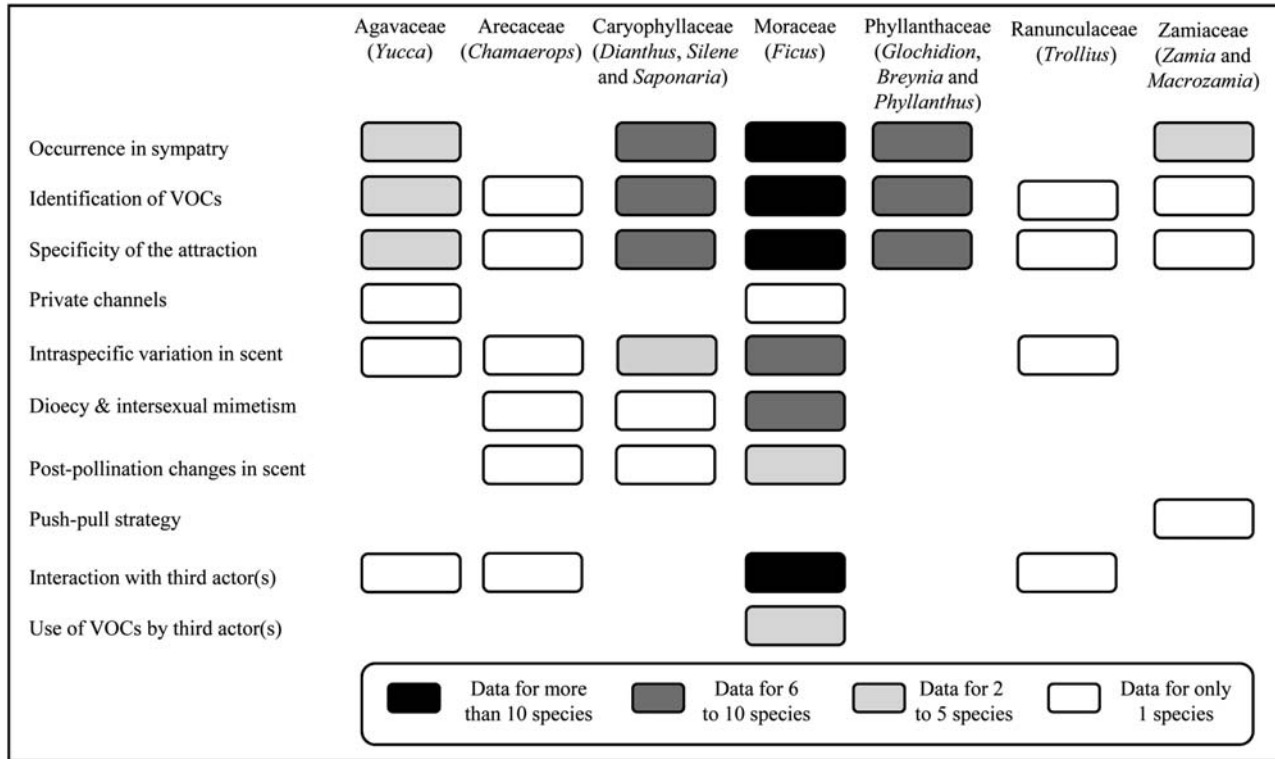 Agavaceae
(Yucca)
Arecaceae
(Chamaerops)
Caryophyllaceae
(Dianthus, Silene
and Saponaria)
Moraceae
(Ficus)
Phyllanthaceae
(Glochidion,
Breynia and
Phyllanthus)
Ranunculaceae
(Trollius)
Zamiaceae
(Zamia and
Macrozamia)
Occurrence in sympatry
Identification of VOCs
Specificity of the attraction
Private channels
Intraspecific variation in scent
Dioecy & intersexual mimetism
Post-pollination changes in scent
Push-pull strategy
Interaction with third actor(s)
Use of VOCs by third actor(s)
Data for more
than 10 species
Data for 6
to 10 species
Data for 2
to 5 species
Data for only
1 species